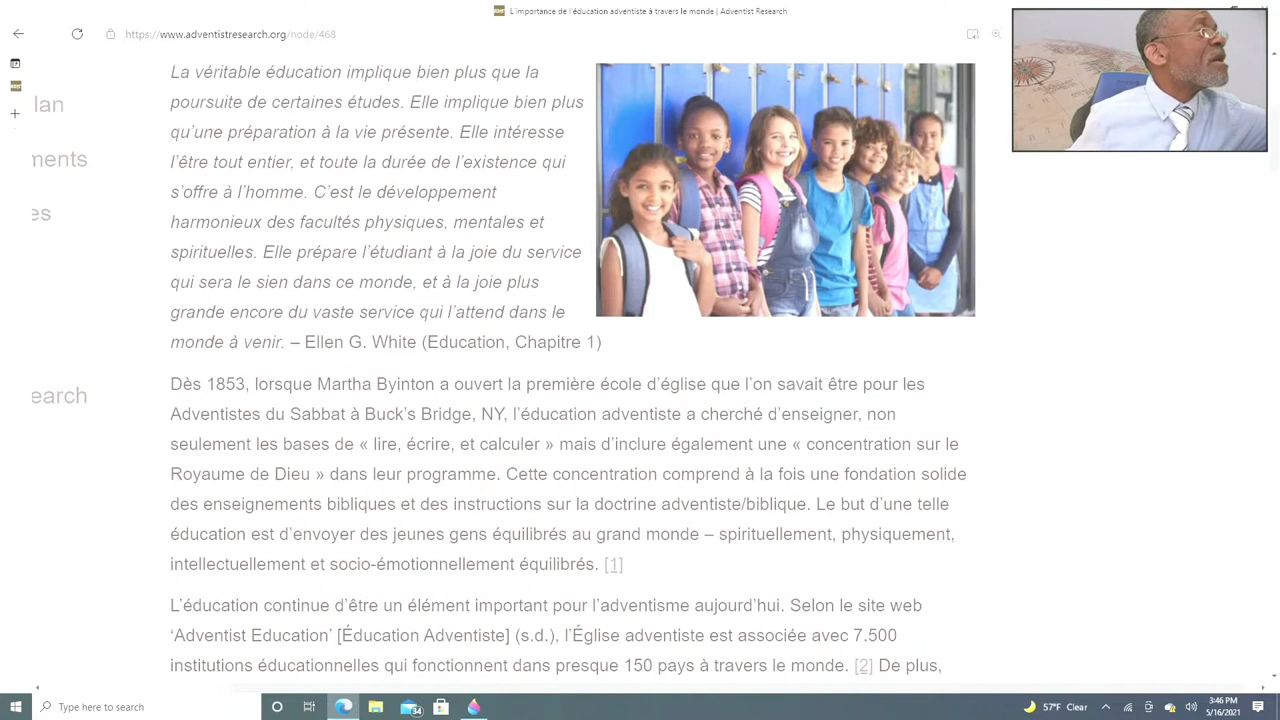 L'importance de l'éducation adventiste à travers le monde | Adventist Research
https://www.adventistresearch.org/node/468
lan
ments
es
earch
La véritable éducation implique bien plus que la
poursuite de certaines études. Elle implique bien plus
qu'une préparation à la vie présente. Elle intéresse
l'être tout entier, et toute la durée de l'existence qui
s'offre à l'homme. C'est le développement
harmonieux des facultés physiques, mentales et
spirituelles. Elle prépare l'étudiant à la joie du service
qui sera le sien dans ce monde, et à la joie plus
grande encore du vaste service qui l'attend dans le
monde à venir. – Ellen G. White (Education, Chapitre 1)
Dès 1853, lorsque Martha Byinton a ouvert la première école d'église que l'on savait être pour les
Adventistes du Sabbat à Buck's Bridge, NY, l'éducation adventiste a cherché d'enseigner, non
seulement les bases de « lire, écrire, et calculer » mais d'inclure également une « concentration sur le
Royaume de Dieu » dans leur programme. Cette concentration comprend à la fois une fondation solide
des enseignements bibliques et des instructions sur la doctrine adventiste/biblique. Le but d'une telle
éducation est d'envoyer des jeunes gens équilibrés au grand monde – spirituellement, physiquement,
intellectuellement et socio-émotionnellement équilibrés. [1]
L'éducation continue d'être un élément important pour l'adventisme aujourd'hui. Selon le site web
'Adventist Education' [Éducation Adventiste] (s.d.), l'Église adventiste est associée avec 7.500
institutions éducationnelles qui fonctionnent dans presque 150 pays à travers le monde. [2] De plus,
Type here to search
34
57°F Clear
3:46 PM
5/16/2021